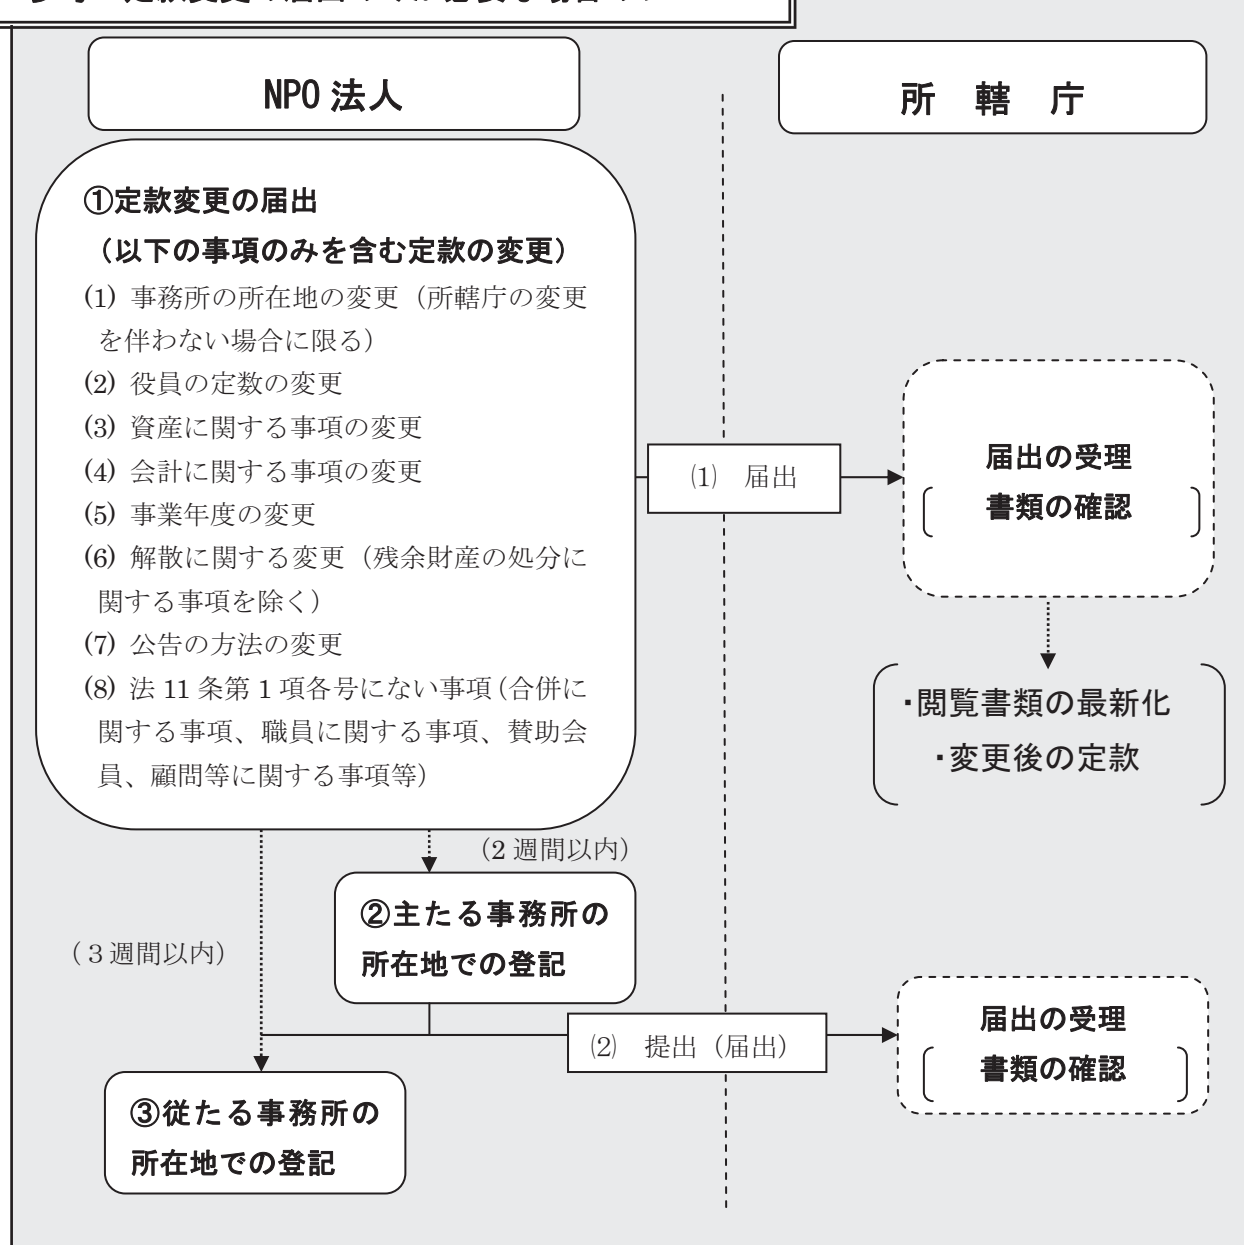 NPO 法人
所 轄 庁
①定款変更の届出
（以下の事項のみを含む定款の変更）
(1) 事務所の所在地の変更（所轄庁の変更
を伴わない場合に限る）
(2) 役員の定数の変更
(3) 資産に関する事項の変更
(4) 会計に関する事項の変更
(5) 事業年度の変更
(6) 解散に関する変更（残余財産の処分に
関する事項を除く）
(7) 公告の方法の変更
(8) 法 11 条第 1 項各号にない事項（合併に
関する事項、職員に関する事項、賛助会
員、顧問等に関する事項等）
⑴ 届出
届出の受理
書類の確認
・閲覧書類の最新化
・変更後の定款
（2 週間以内）
②主たる事務所の
所在地での登記
（３週間以内）
⑵ 提出（届出）
届出の受理
書類の確認
③従たる事務所の
所在地での登記